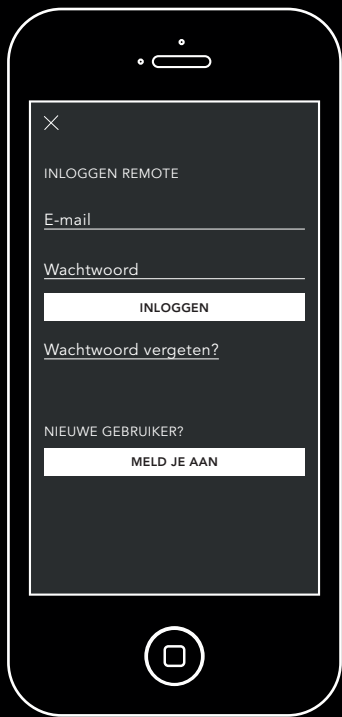 INLOGGEN REMOTE
E-mail
Wachtwoord
INLOGGEN
Wachtwoord vergeten?
NIEUWE GEBRUIKER?
MELD JE AAN